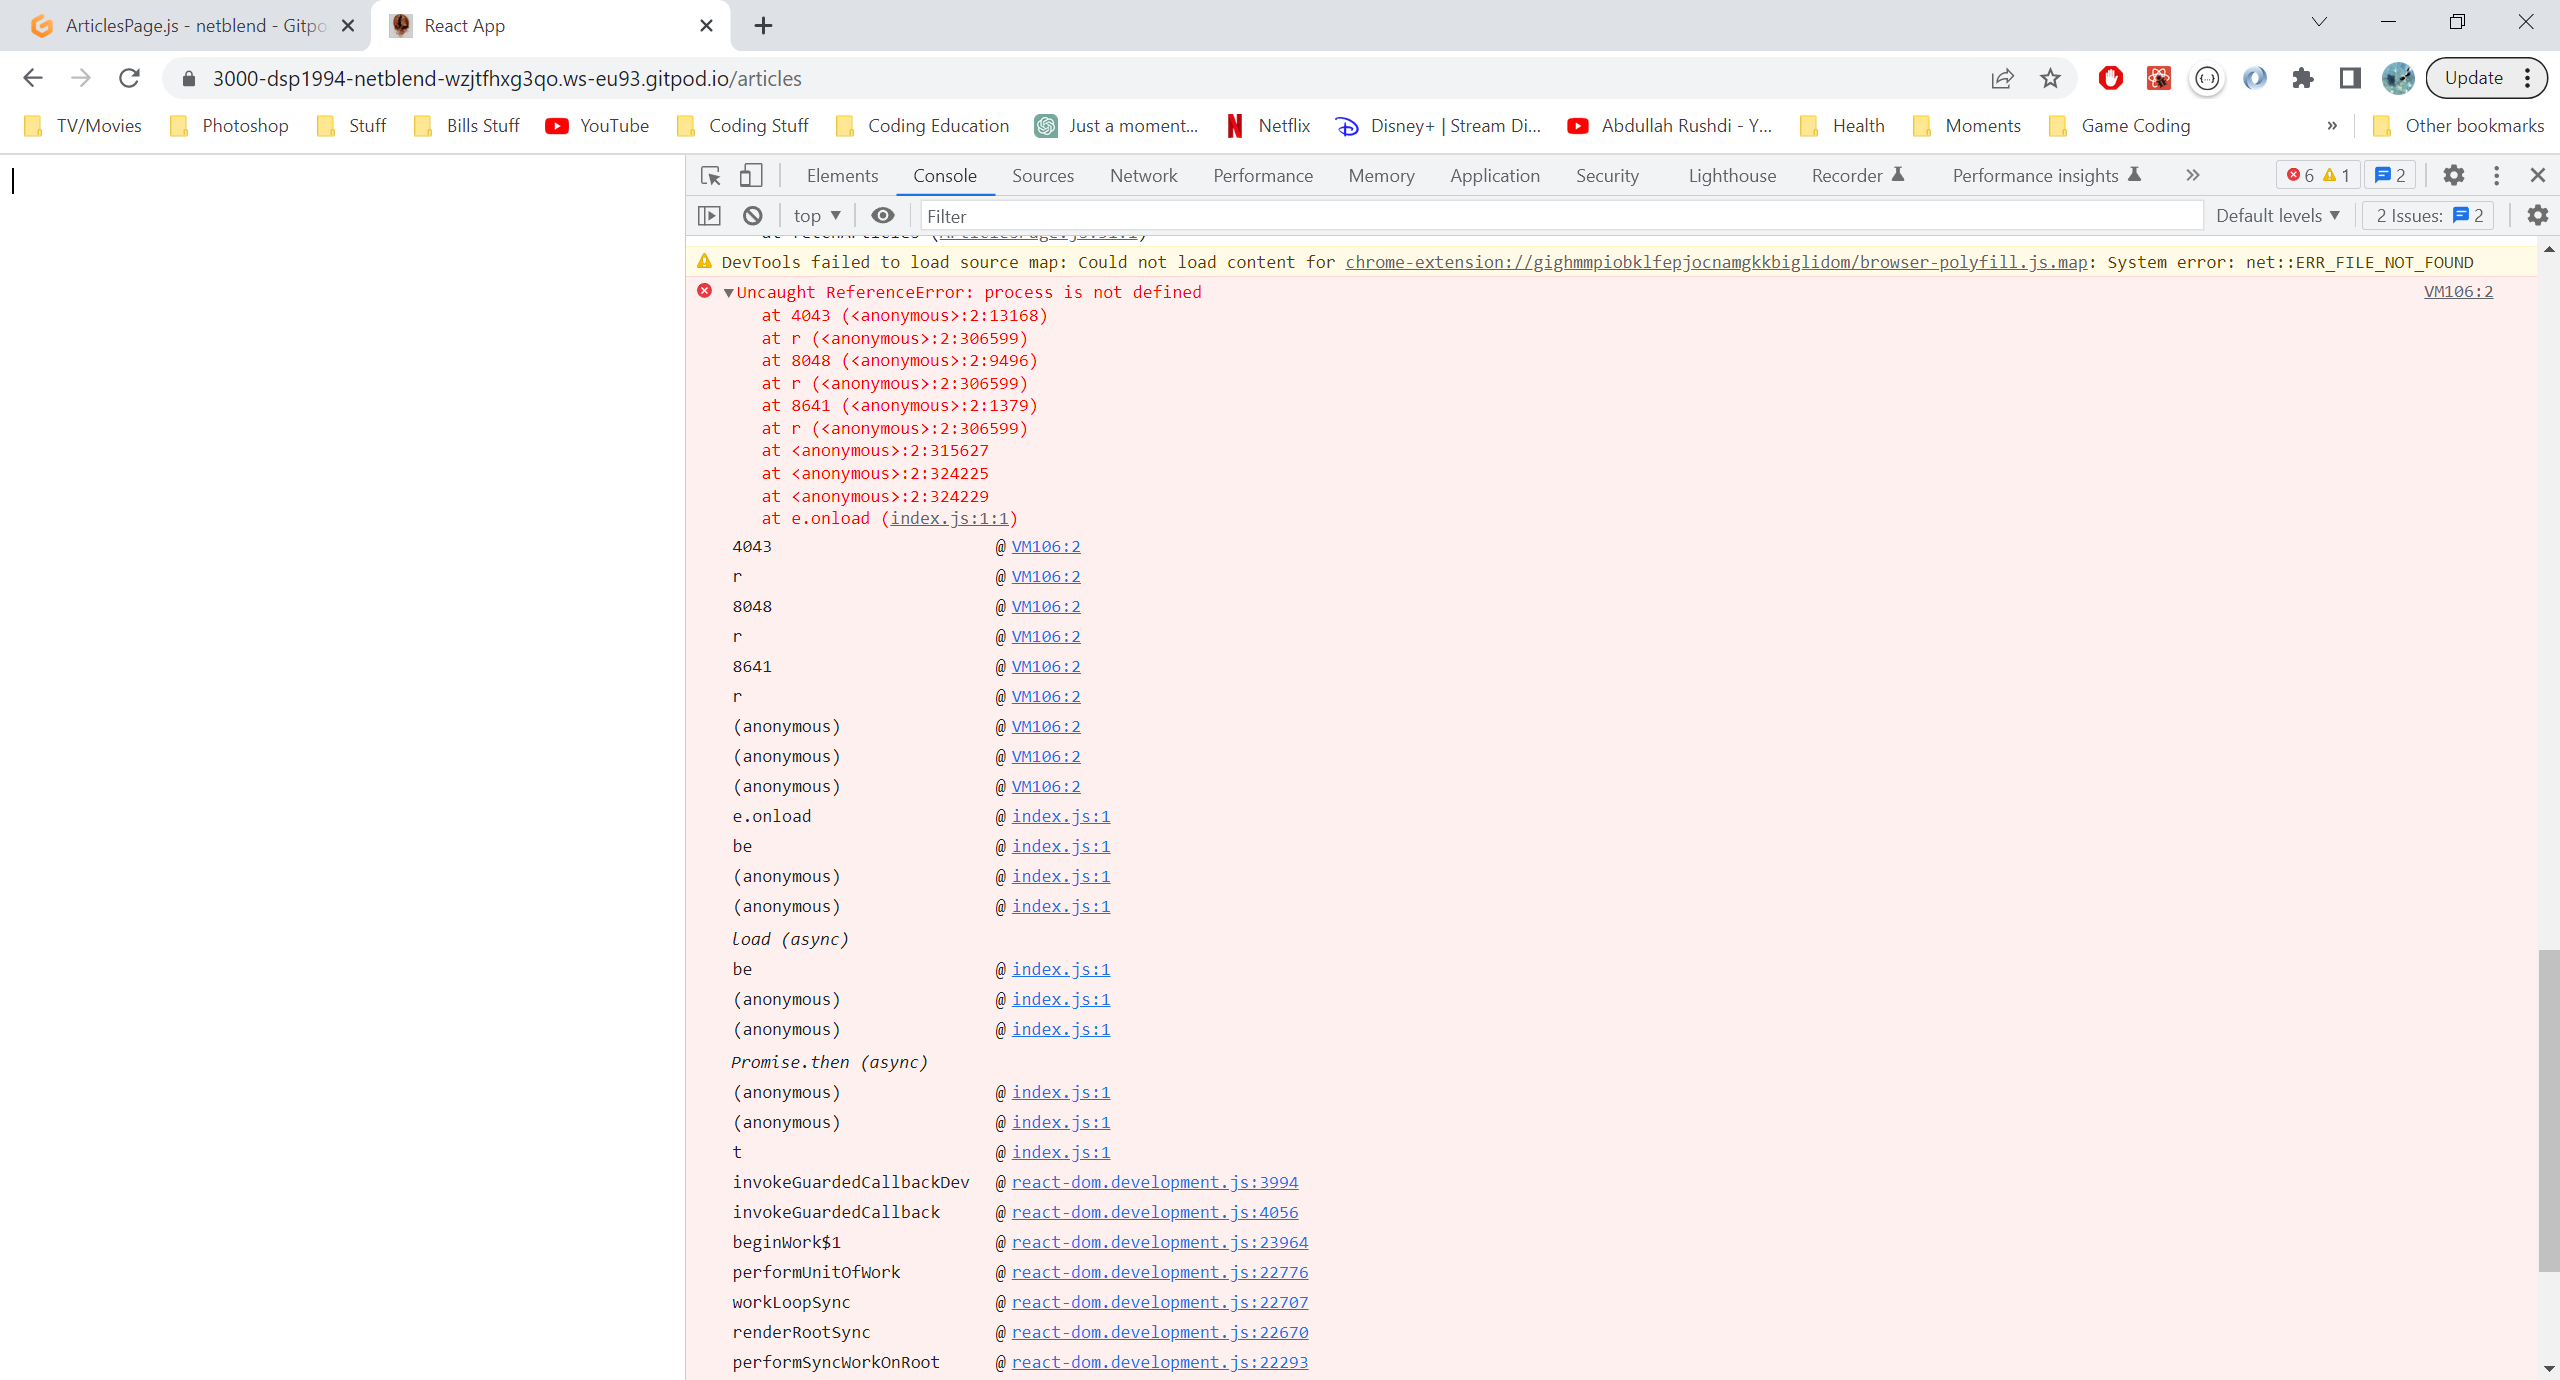 ArticlesPage.js - netblend - Gitpo
React App
3000-dsp1994-netblend-wzjtfhxg3qo.ws-eu93.gitpod.io/articles
Update
TV/Movies Photoshop Stuff Bills Stuff YouTube Coding Stuff Coding Education Just a moment... Netflix Disney+ | Stream Di... Abdullah Rushdi - Y... Health Moments Game Coding » Other bookmarks
Elements Console Sources Network Performance Memory Application Security Lighthouse Recorder Performance insights » 6 1 2
top Filter Default levels 2 Issues: 2
DevTools failed to load source map: Could not load content for chrome-extension://gighmmpiobklfepjocnamgkkbiglidom/browser-polyfill.js.map: System error: net::ERR_FILE_NOT_FOUND
Uncaught ReferenceError: process is not defined VM106:2
at 4043 (<anonymous>:2:13168)
at r (<anonymous>:2:306599)
at 8048 (<anonymous>:2:9496)
at r (<anonymous>:2:306599)
at 8641 (<anonymous>:2:1379)
at r (<anonymous>:2:306599)
at <anonymous>:2:315627
at <anonymous>:2:324225
at <anonymous>:2:324229
at e.onload (index.js:1:1)
4043 @ VM106:2
r @ VM106:2
8048 @ VM106:2
r @ VM106:2
8641 @ VM106:2
r @ VM106:2
(anonymous) @ VM106:2
(anonymous) @ VM106:2
(anonymous) @ VM106:2
e.onload @ index.js:1
be @ index.js:1
(anonymous) @ index.js:1
(anonymous) @ index.js:1
load (async)
be @ index.js:1
(anonymous) @ index.js:1
(anonymous) @ index.js:1
Promise.then (async)
(anonymous) @ index.js:1
(anonymous) @ index.js:1
t @ index.js:1
invokeGuardedCallbackDev @ react-dom.development.js:3994
invokeGuardedCallback @ react-dom.development.js:4056
beginWork$1 @ react-dom.development.js:23964
performUnitOfWork @ react-dom.development.js:22776
workLoopSync @ react-dom.development.js:22707
renderRootSync @ react-dom.development.js:22670
performSyncWorkOnRoot @ react-dom.development.js:22293